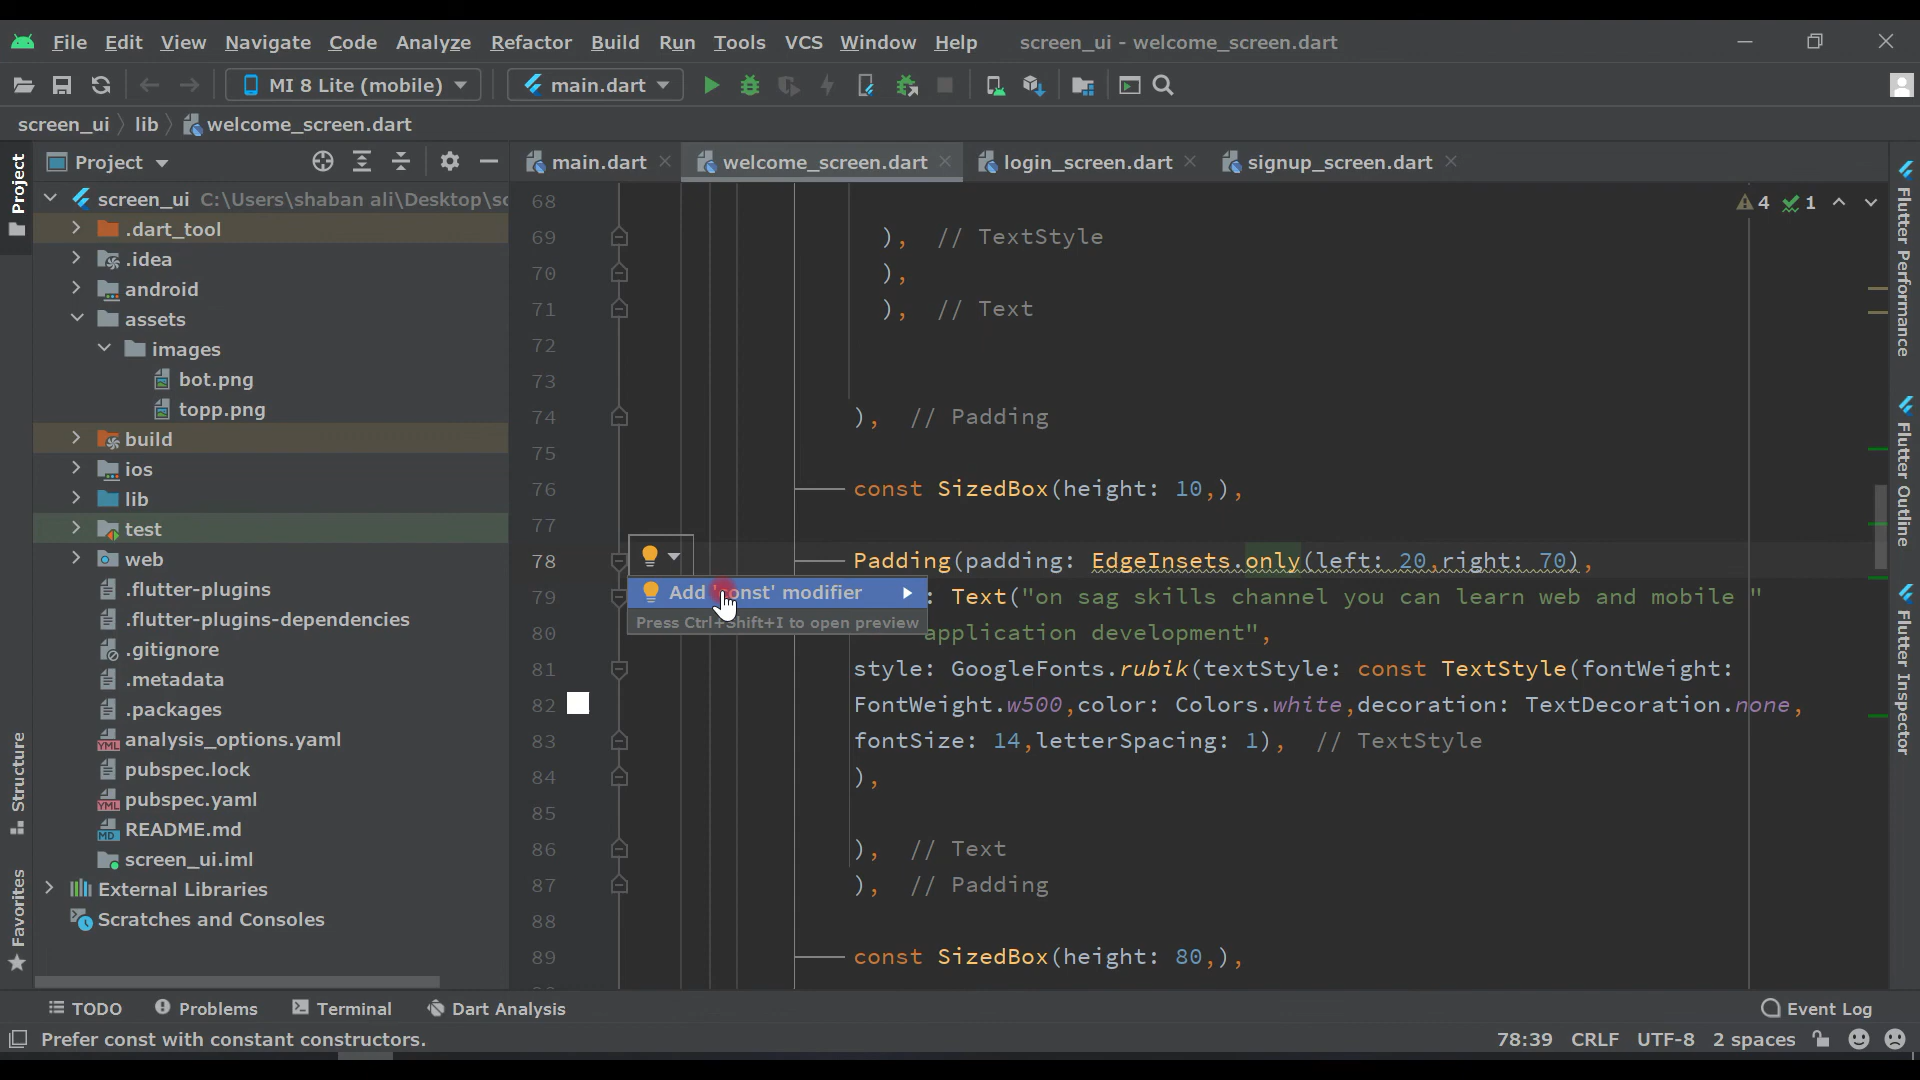 File Edit View Navigate Code Analyze Refactor Build Run Tools VCS Window Help screen_ui - welcome_screen.dart
MI 8 Lite (mobile) main.dart
screen_ui lib welcome_screen.dart
Project
main.dart welcome_screen.dart login_screen.dart signup_screen.dart
Project
Structure
Favorites
screen_ui C:\Users\shaban ali\Desktop\sc
.dart_tool
.idea
android
assets
images
bot.png
topp.png
build
ios
lib
test
web
.flutter-plugins
.flutter-plugins-dependencies
.gitignore
.metadata
.packages
analysis_options.yaml
pubspec.lock
pubspec.yaml
README.md
screen_ui.iml
External Libraries
Scratches and Consoles
4 1
68
69 ), // TextStyle
70 ),
71 ), // Text
72
73
74 ), // Padding
75
76 const SizedBox(height: 10,),
77
78 Padding(padding: EdgeInsets.only(left: 20,right: 70),
Add 'const' modifier
Press Ctrl+Shift+I to open preview
79 : Text("on sag skills channel you can learn web and mobile "
80 application development",
81 style: GoogleFonts.rubik(textStyle: const TextStyle(fontWeight:
82 FontWeight.w500,color: Colors.white,decoration: TextDecoration.none,
83 fontSize: 14,letterSpacing: 1), // TextStyle
84 ),
85
86 ), // Text
87 ), // Padding
88
89 const SizedBox(height: 80,),
Flutter Performance
Flutter Outline
Flutter Inspector
TODO Problems Terminal Dart Analysis Event Log
Prefer const with constant constructors. 78:39 CRLF UTF-8 2 spaces